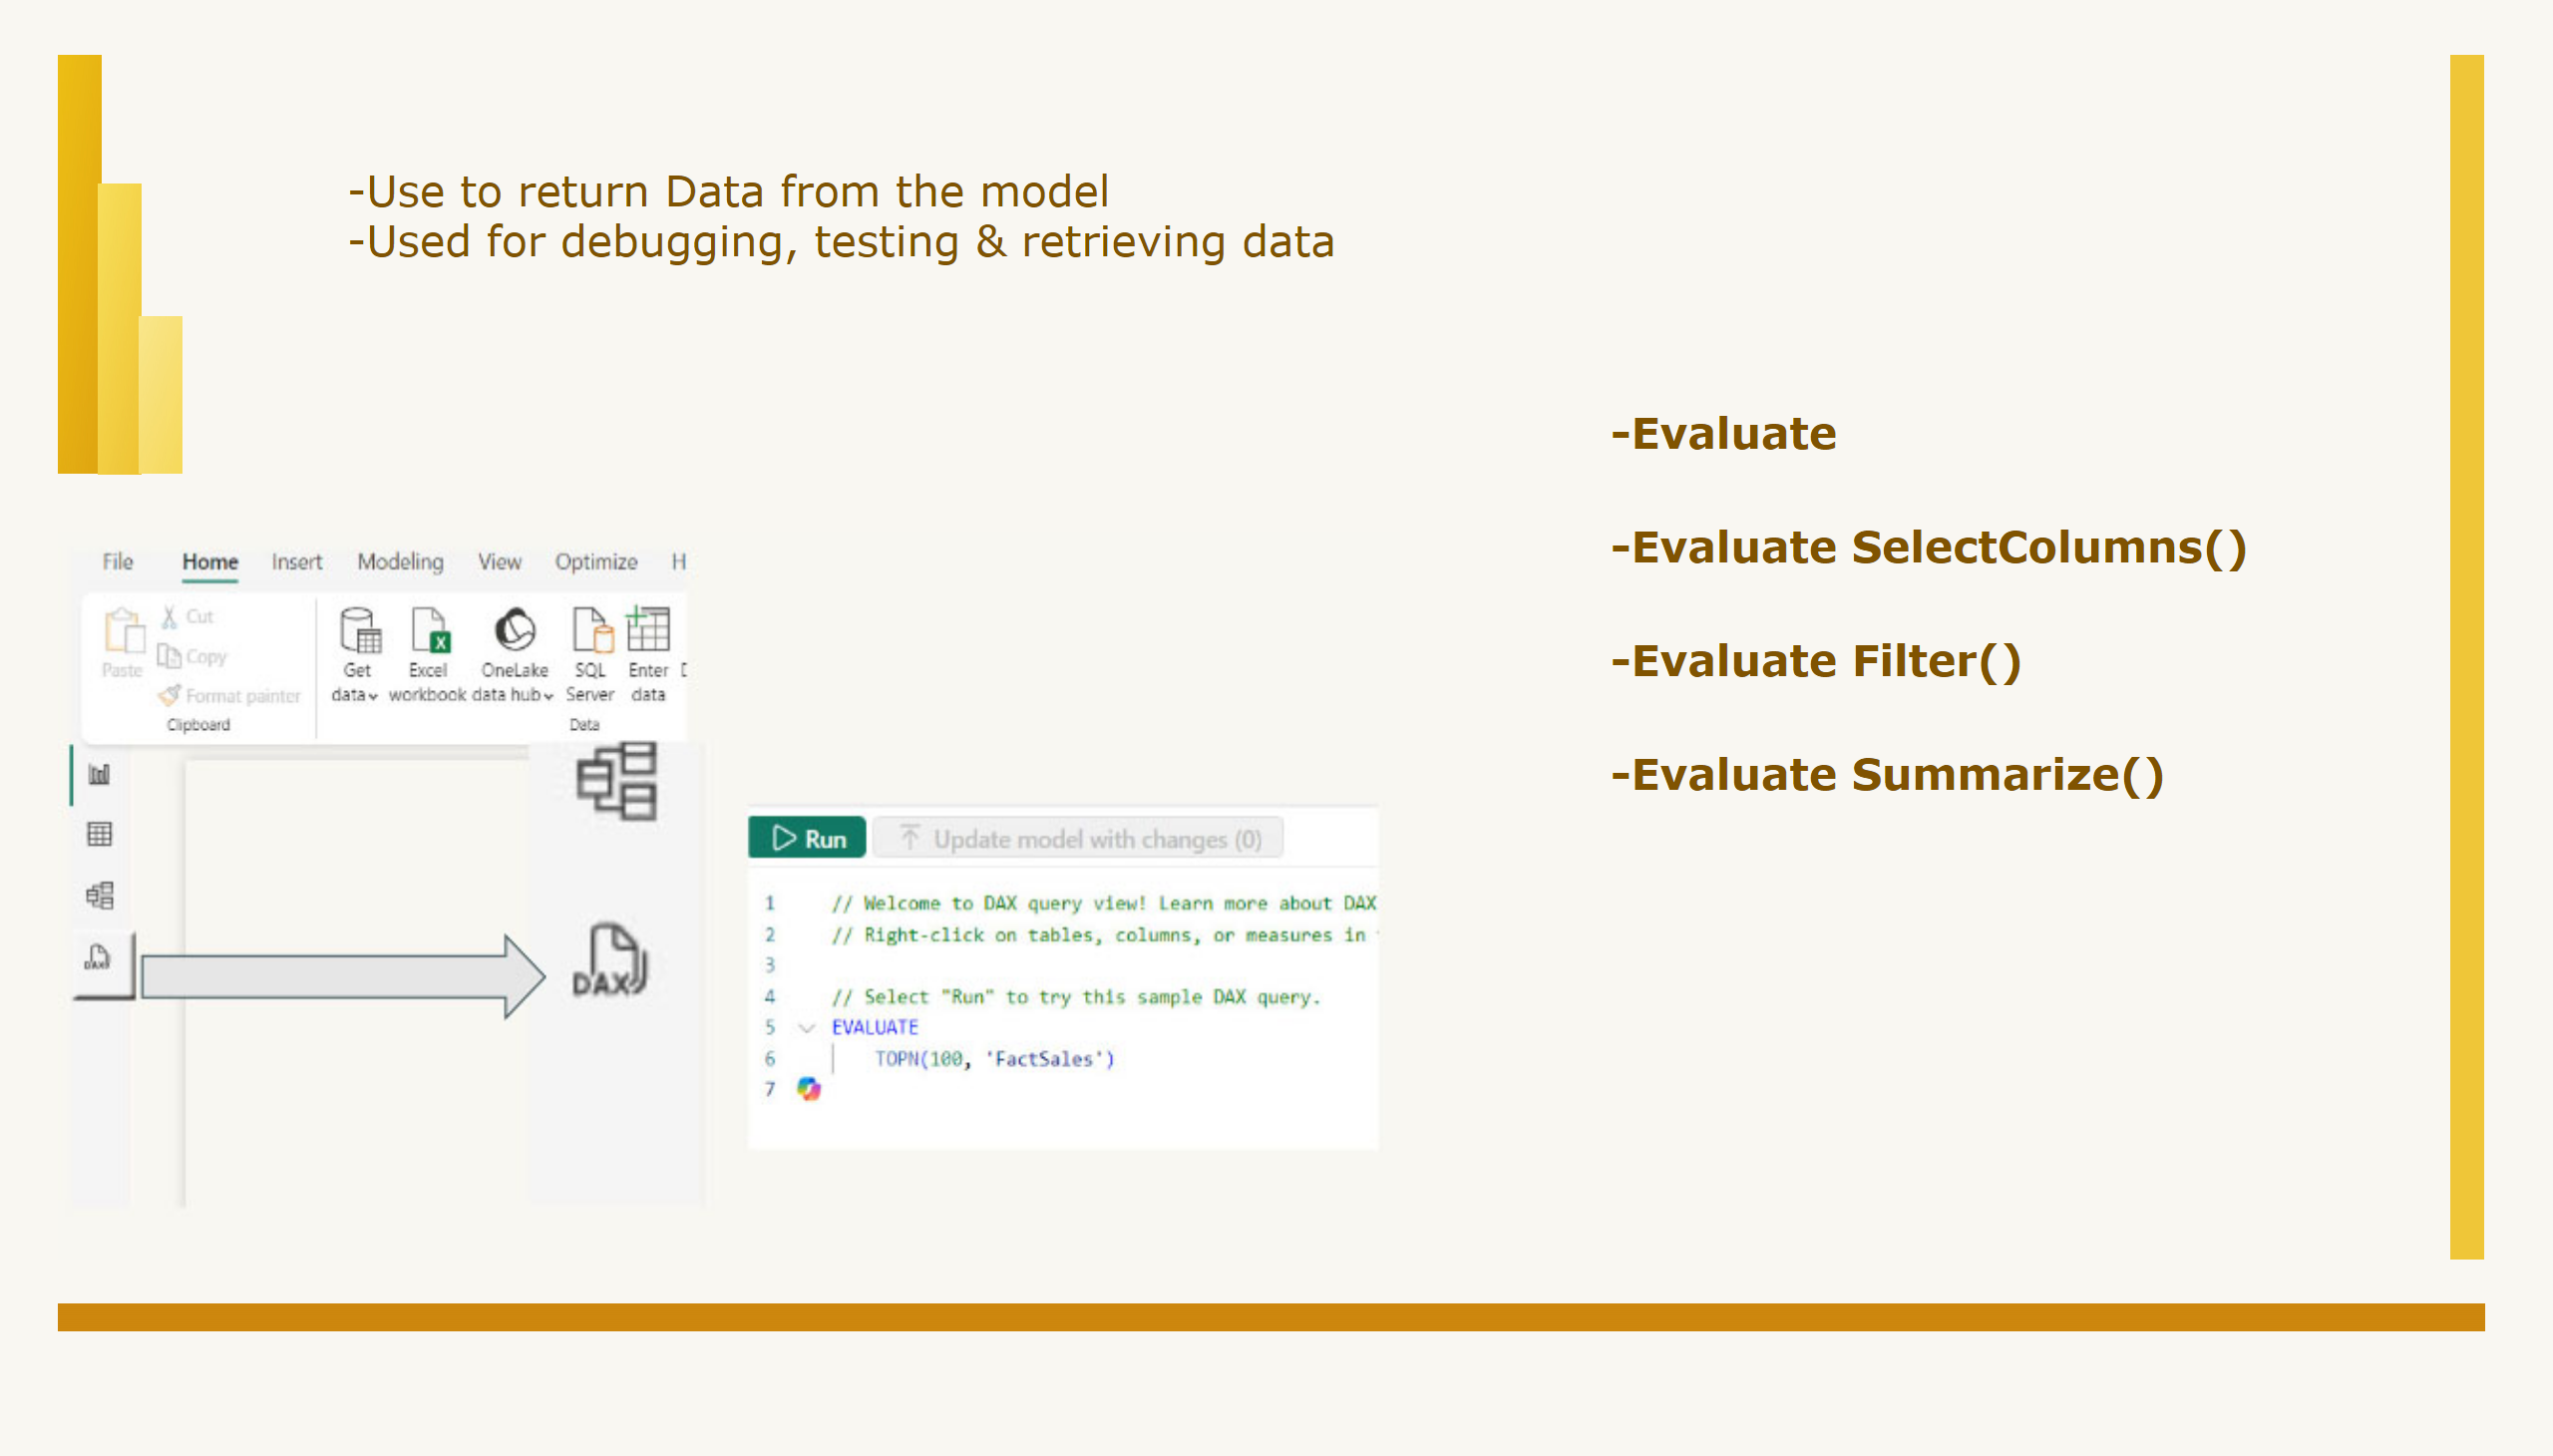 -Use to return Data from the model
-Used for debugging, testing & retrieving data
-Evaluate
-Evaluate SelectColumns()
-Evaluate Filter()
-Evaluate Summarize()
File Home Insert Modeling View Optimize H
Paste
Cut
Copy
Format painter
Clipboard
Get data
Excel workbook
OneLake data hub
SQL Server
Enter data
Data
DAX
DAX
Run Update model with changes (0)
1 // Welcome to DAX query view! Learn more about DAX
2 // Right-click on tables, columns, or measures in
3
4 // Select "Run" to try this sample DAX query.
5 EVALUATE
6 TOPN(100, 'FactSales')
7